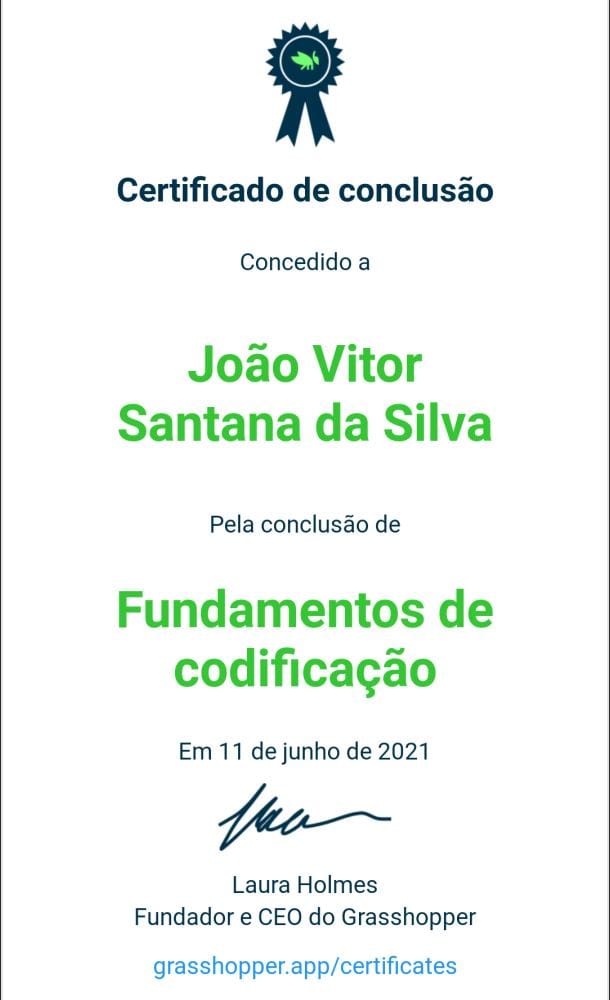 Certificado de conclusão
Concedido a
João Vitor
Santana da Silva
Pela conclusão de
Fundamentos de
codificação
Em 11 de junho de 2021
Laura Holmes
Fundador e CEO do Grasshopper
grasshopper.app/certificates